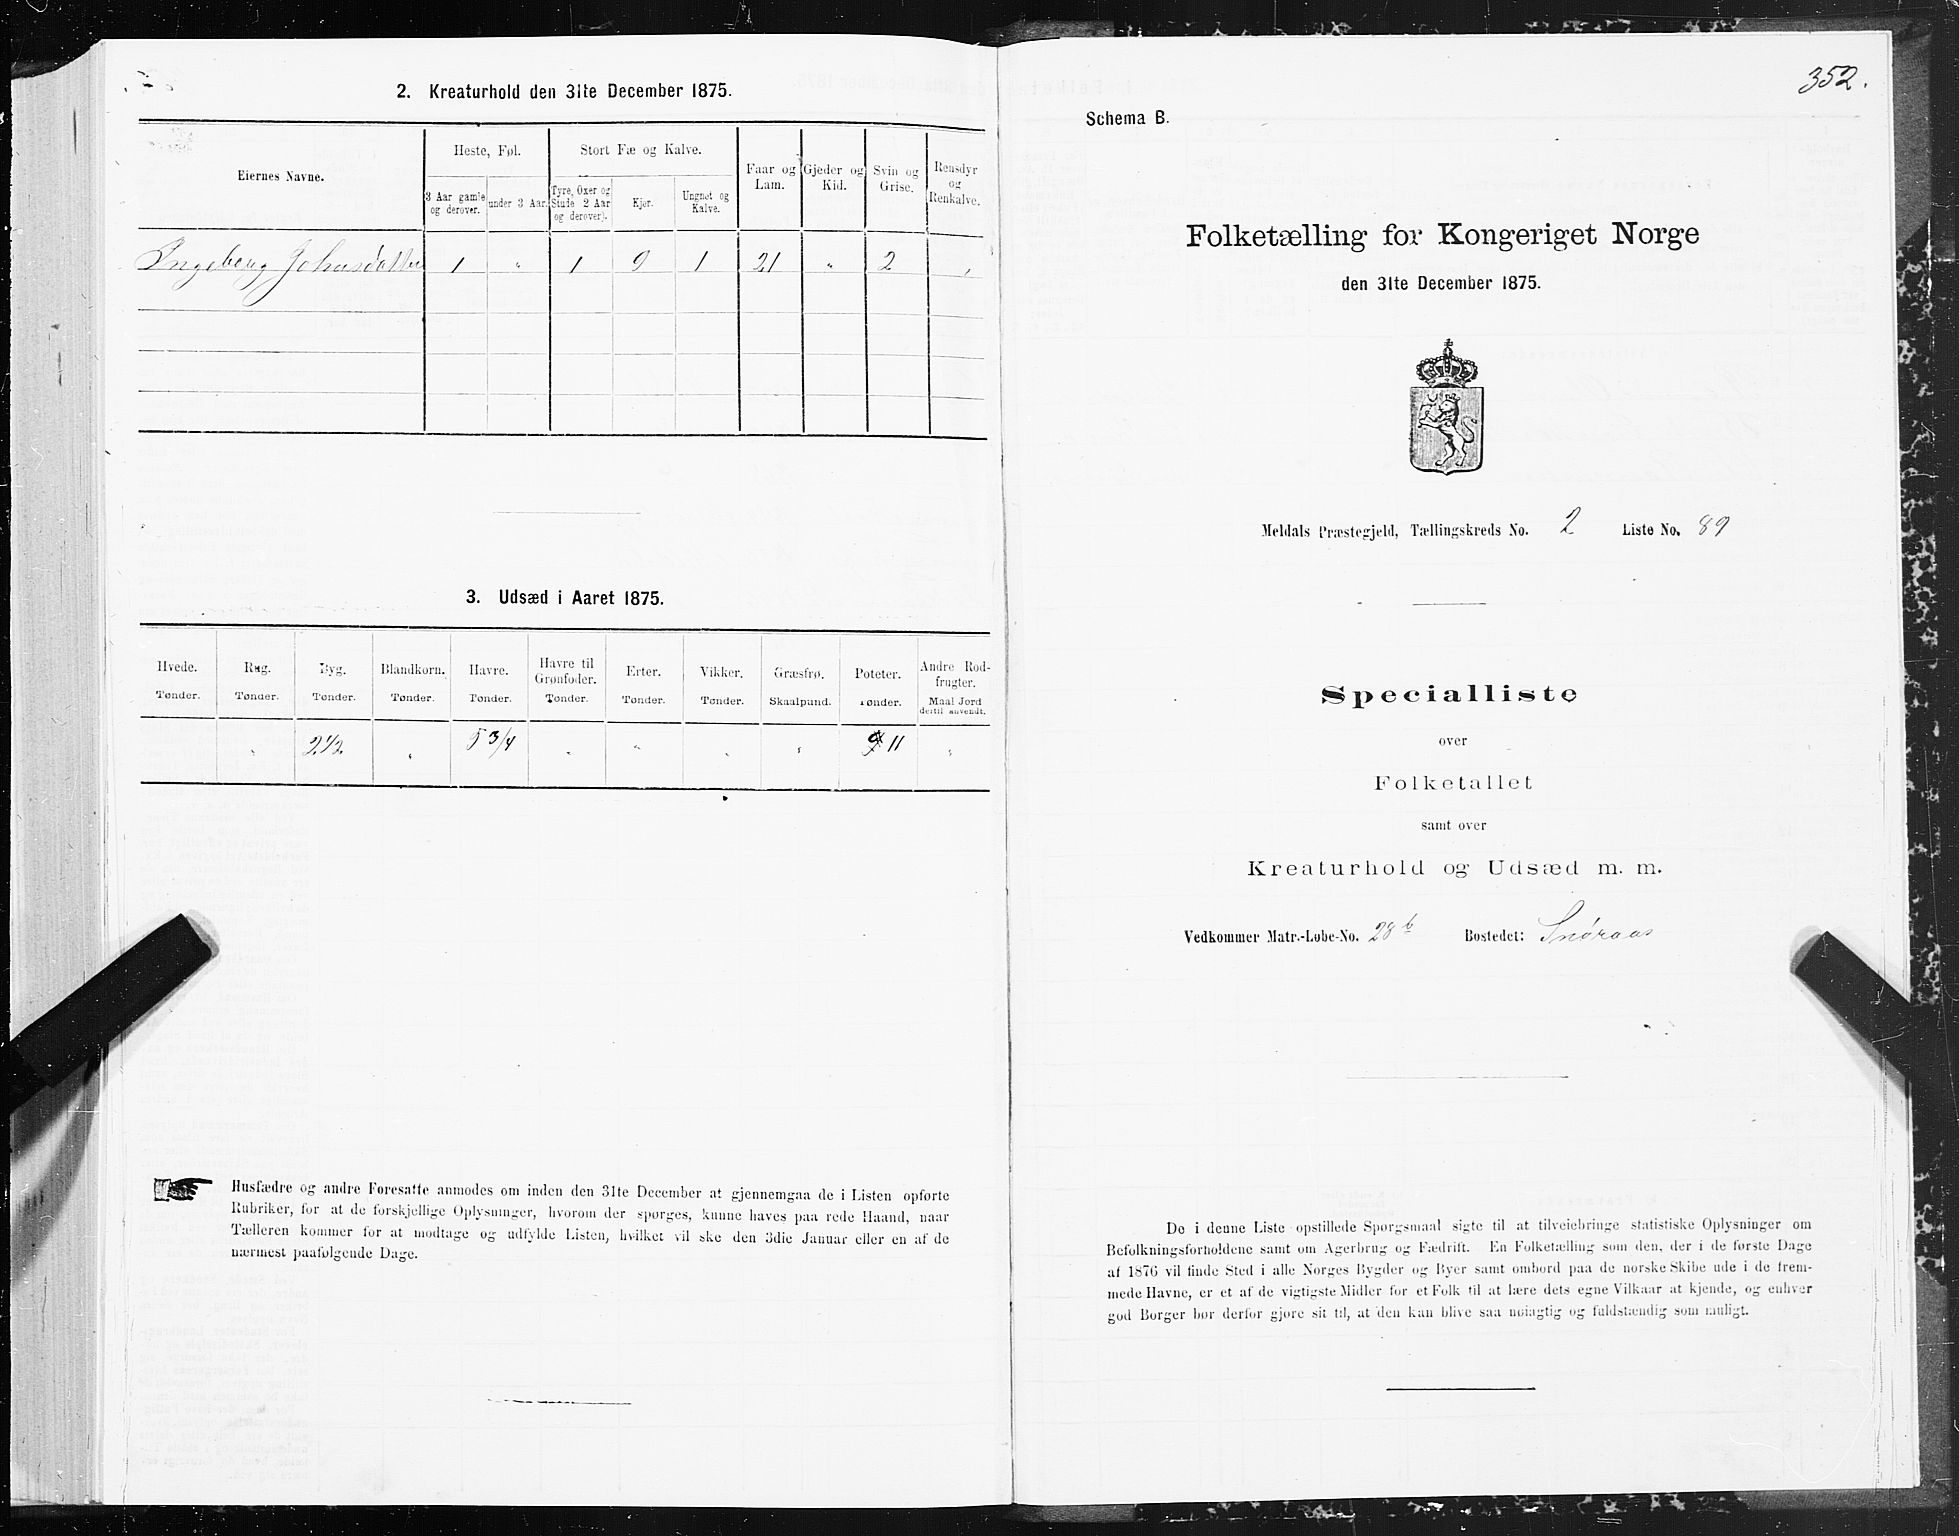 2. Kreaturhold den 31te December 1875.
Eiernes Navne.
Heste, Føl.
Stort Fæ og Kalve.
Faar og Lam.
Gjeder og Kid.
Svin og Grise.
Rensdyr og Renkalve.
3 Aar gamle og derover.
under 3 Aar.
Tyre, Oxer og Stude 2 Aar og derover).
Kjør.
Ungnøt og Kalve.
Ingeborg Johnsdatter 1 " 1 9 1 21 " 2 "
3. Udsæd i Aaret 1875.
Hvede. Rug. Byg. Blandkorn. Havre. Havre til Grønfoder. Erter. Vikker. Græsfrø. Poteter. Andre Rodfrugter.
Tønder. Tønder. Tønder. Tønder. Tønder. Tønder. Tønder. Tønder. Skaalpund. Tønder. Maal Jord dertil anvendt.
" 2 1/2 " 5 3/4 " " " " 11 "
Husfædre og andre Foresatte anmodes om inden den 31te December at gjennemgaa de i Listen opførte
Rubriker, for at de forskjellige Oplysninger, hvorom der spørges, kunne haves paa rede Haand, naar
Tælleren kommer for at modtage og udfylde Listen, hvilket vil ske den 3die Januar eller en af de
nærmest paafølgende Dage.
352.
Schema B.
Folketælling for Kongeriget Norge
den 31te December 1875.
Meldals Præstegjeld, Tællingskreds No. 2 Liste No. 89
Specialliste
over
Folketallet
samt over
Kreaturhold og Udsæd m. m.
Vedkommer Matr.-Løbe-No. 28 b Bostedet: Snøraas
De i denne Liste opstillede Spørgsmaal sigte til at tilveiebringe statistiske Oplysninger om
Befolkningsforholdene samt om Agerbrug og Fædrift. En Folketælling som den, der i de første Dage
af 1876 vil finde Sted i alle Norges Bygder og Byer samt ombord paa de norske Skibe ude i de frem-
mede Havne, er et af de vigtigste Midler for et Folk til at lære dets egne Vilkaar at kjende, og enhver
god Borger bør derfor gjøre sit til, at den kan blive saa nøiagtig og fuldstændig som muligt.